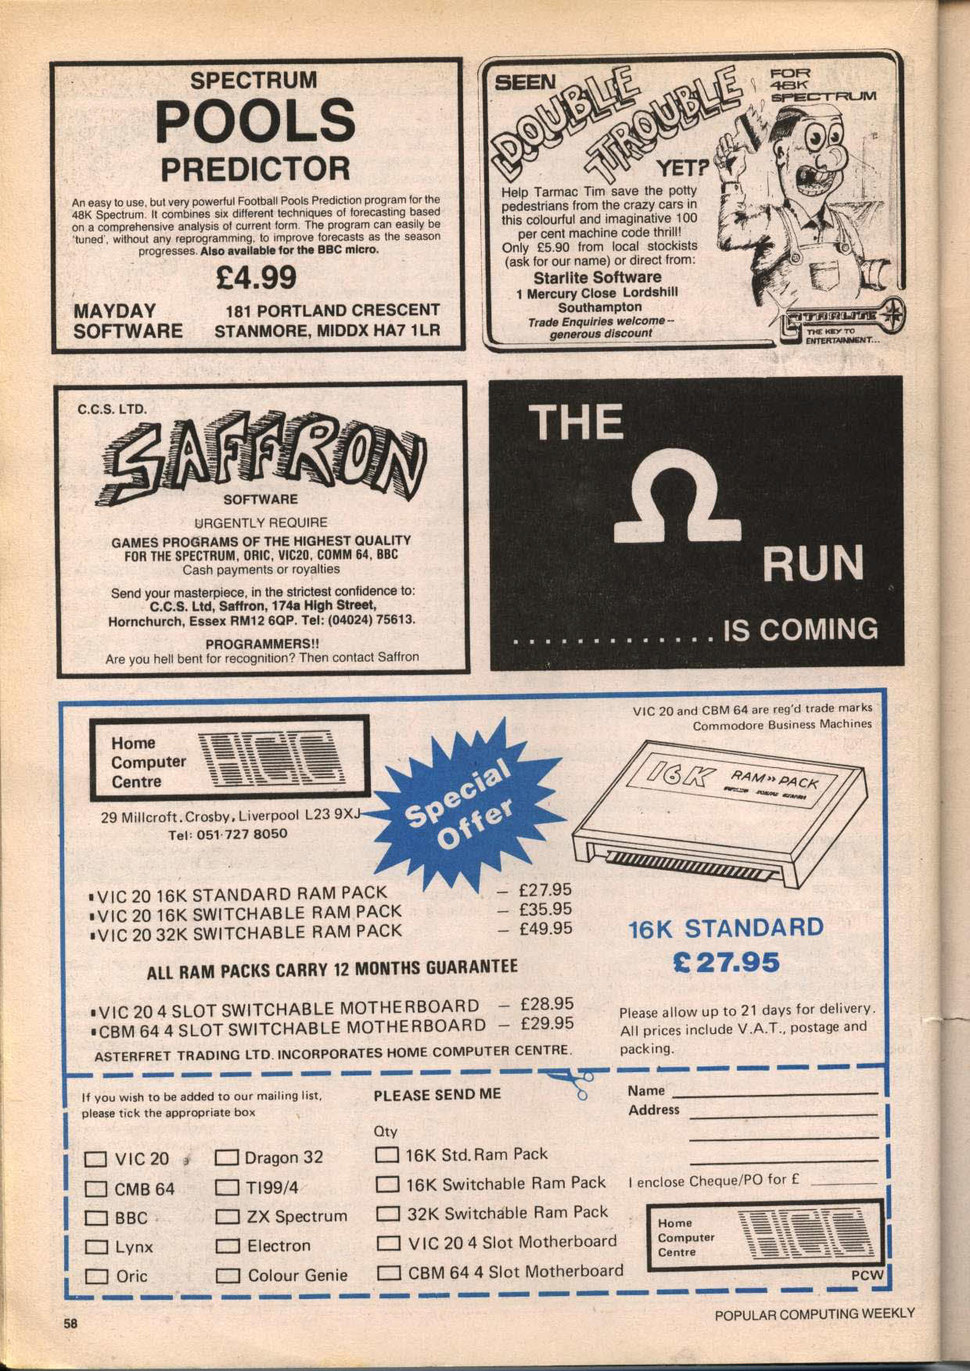 SPECTRUM
POOLS
PREDICTOR
An easy to use, but very powerful Football Pools Prediction program for the
48K Spectrum. It combines six different techniques of forecasting based
on a comprehensive analysis of current form. The program can easily be
'tuned', without any reprogramming, to improve forecasts as the season
progresses. Also available for the BBC micro.
£4.99
MAYDAY
SOFTWARE
181 PORTLAND CRESCENT
STANMORE, MIDDX HA7 1LR
SEEN
DOUBLE
TROUBLE
FOR
48K
SPECTRUM
YET?
Help Tarmac Tim save the potty
pedestrians from the crazy cars in
this colourful and imaginative 100
per cent machine code thrill!
Only £5.90 from local stockists
(ask for our name) or direct from:
Starlite Software
1 Mercury Close Lordshill
Southampton
Trade Enquiries welcome –
generous discount
STARLITE
THE KEY TO
ENTERTAINMENT...
C.C.S. LTD.
SAFFRON
SOFTWARE
URGENTLY REQUIRE
GAMES PROGRAMS OF THE HIGHEST QUALITY
FOR THE SPECTRUM, ORIC, VIC20, COMM 64, BBC
Cash payments or royalties
Send your masterpiece, in the strictest confidence to:
C.C.S. Ltd, Saffron, 174a High Street,
Hornchurch, Essex RM12 6QP. Tel: (04024) 75613.
PROGRAMMERS!!
Are you hell bent for recognition? Then contact Saffron
THE
Ω
RUN
. . . . . . . . . . . . . IS COMING
Home
Computer
Centre
HCC
29 Millcroft, Crosby, Liverpool L23 9XJ
Tel: 051-727 8050
Special
Offer
VIC 20 and CBM 64 are reg'd trade marks
Commodore Business Machines
16K RAM»PACK
▪VIC 20 16K STANDARD RAM PACK – £27.95
▪VIC 20 16K SWITCHABLE RAM PACK £35.95
▪VIC 20 32K SWITCHABLE RAM PACK – £49.95
ALL RAM PACKS CARRY 12 MONTHS GUARANTEE
▪VIC 20 4 SLOT SWITCHABLE MOTHERBOARD – £28.95
▪CBM 64 4 SLOT SWITCHABLE MOTHERBOARD – £29.95
ASTERFRET TRADING LTD. INCORPORATES HOME COMPUTER CENTRE.
16K STANDARD
£27.95
Please allow up to 21 days for delivery.
All prices include V.A.T., postage and
packing.
If you wish to be added to our mailing list,
please tick the appropriate box
VIC 20
CMB 64
BBC
Lynx
Oric
Dragon 32
TI99/4
ZX Spectrum
Electron
Colour Genie
PLEASE SEND ME
Qty
16K Std. Ram Pack
16K Switchable Ram Pack
32K Switchable Ram Pack
VIC 20 4 Slot Motherboard
CBM 64 4 Slot Motherboard
Name
Address
I enclose Cheque/PO for £
Home
Computer
Centre
HCC
PCW
58
POPULAR COMPUTING WEEKLY